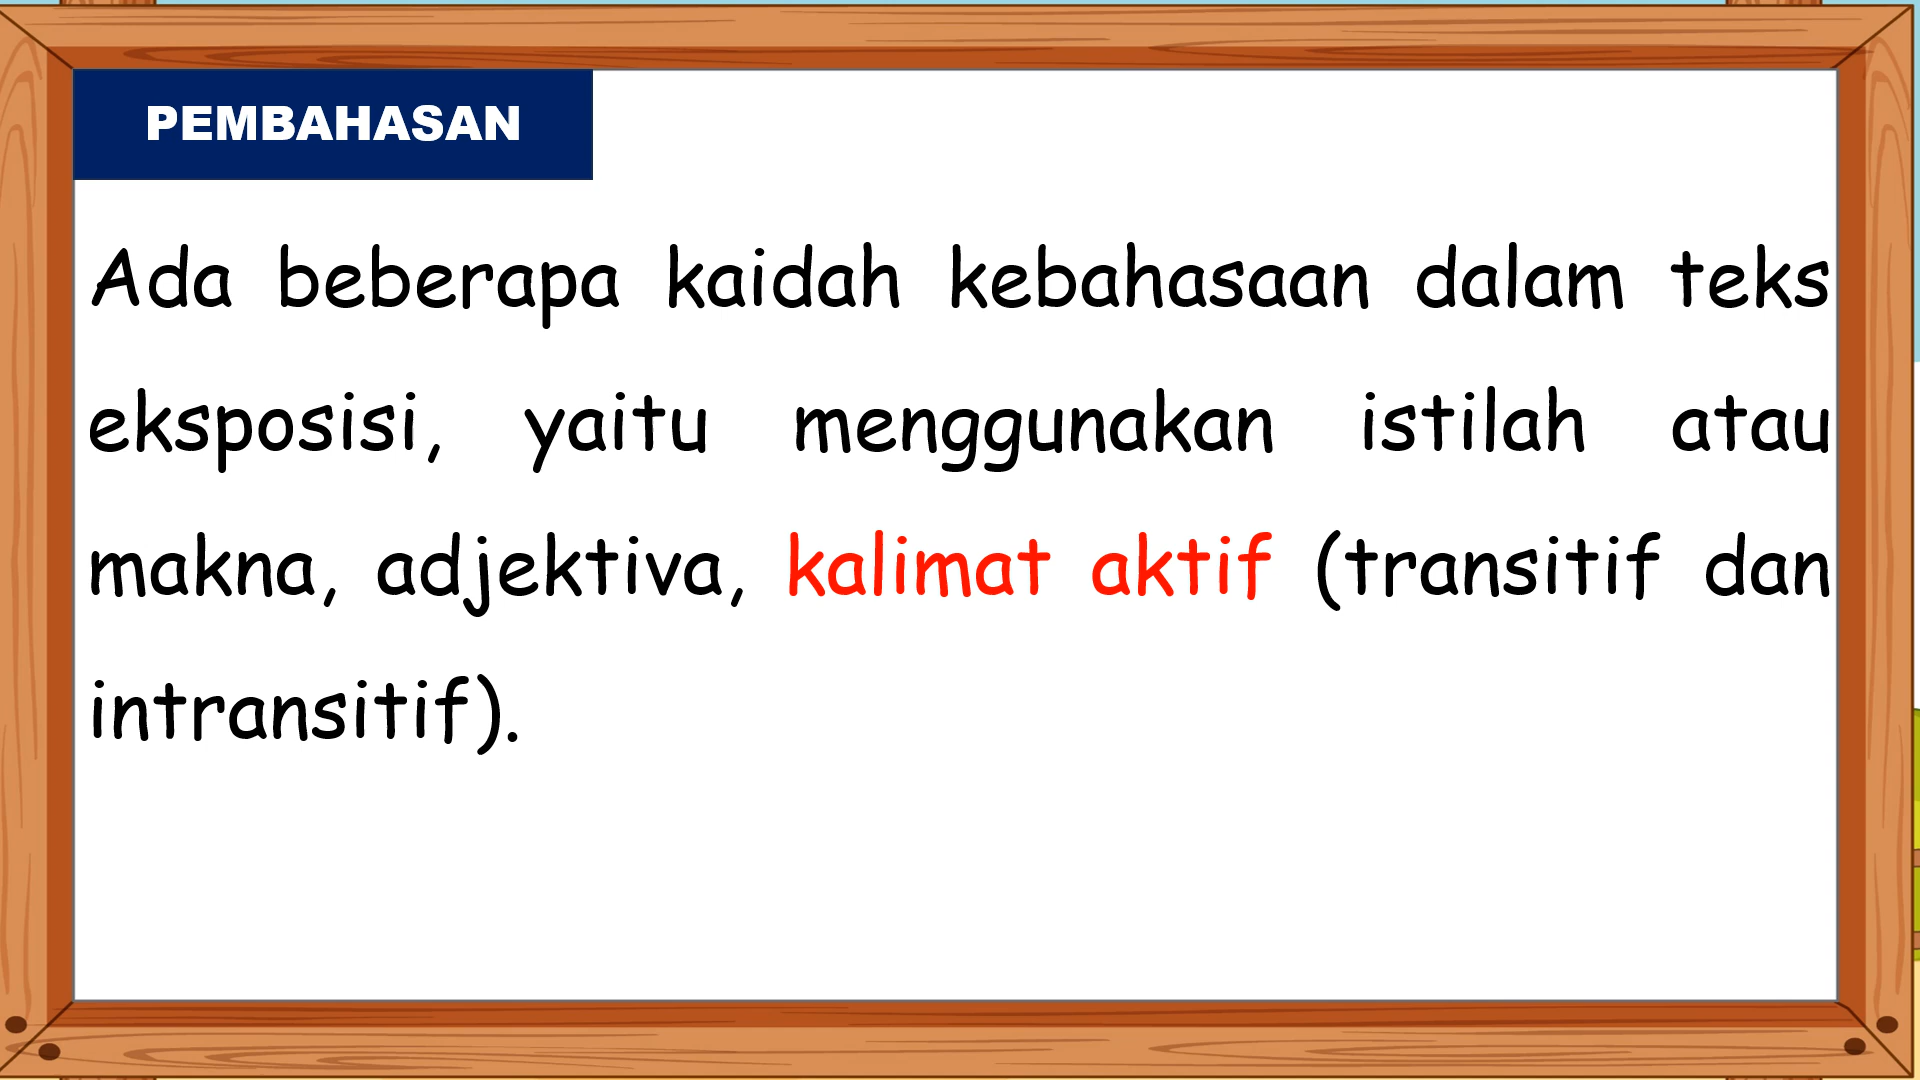 PEMBAHASAN
Ada beberapa kaidah kebahasaan dalam teks
eksposisi, yaitu menggunakan istilah atau
makna, adjektiva, kalimat aktif (transitif dan
intransitif).